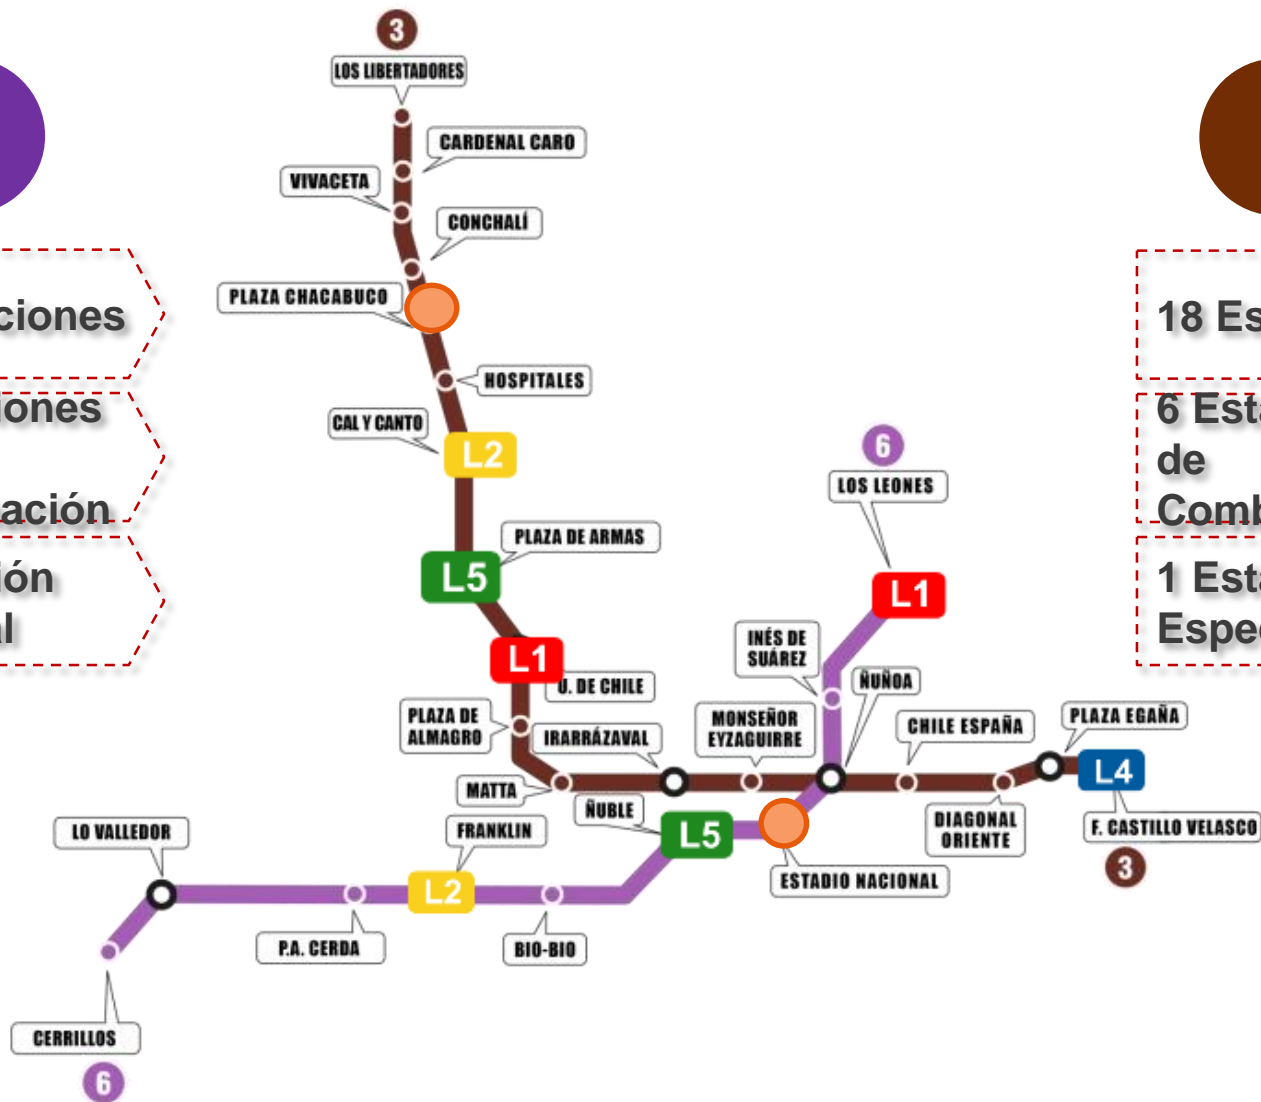 3
LOS LIBERTADORES
CARDENAL CARO
VIVACETA
CONCHALÍ
PLAZA CHACABUCO
HOSPITALES
CAL Y CANTO
L2
PLAZA DE ARMAS
L5
L1
U. DE CHILE
PLAZA DE
ALMAGRO
MATTA
IRARRÁZAVAL
MONSEÑOR
EYZAGUIRRE
6
LOS LEONES
L1
INÉS DE
SUÁREZ
ÑUÑOA
CHILE ESPAÑA
PLAZA EGAÑA
L4
DIAGONAL
ORIENTE
F. CASTILLO VELASCO
3
ÑUBLE
L5
ESTADIO NACIONAL
LO VALLEDOR
FRANKLIN
L2
P.A. CERDA
BIO-BIO
CERRILLOS
6
ciones
iones
ación
ión
al
18 Es
6 Esta
de
Comb
1 Esta
Espec